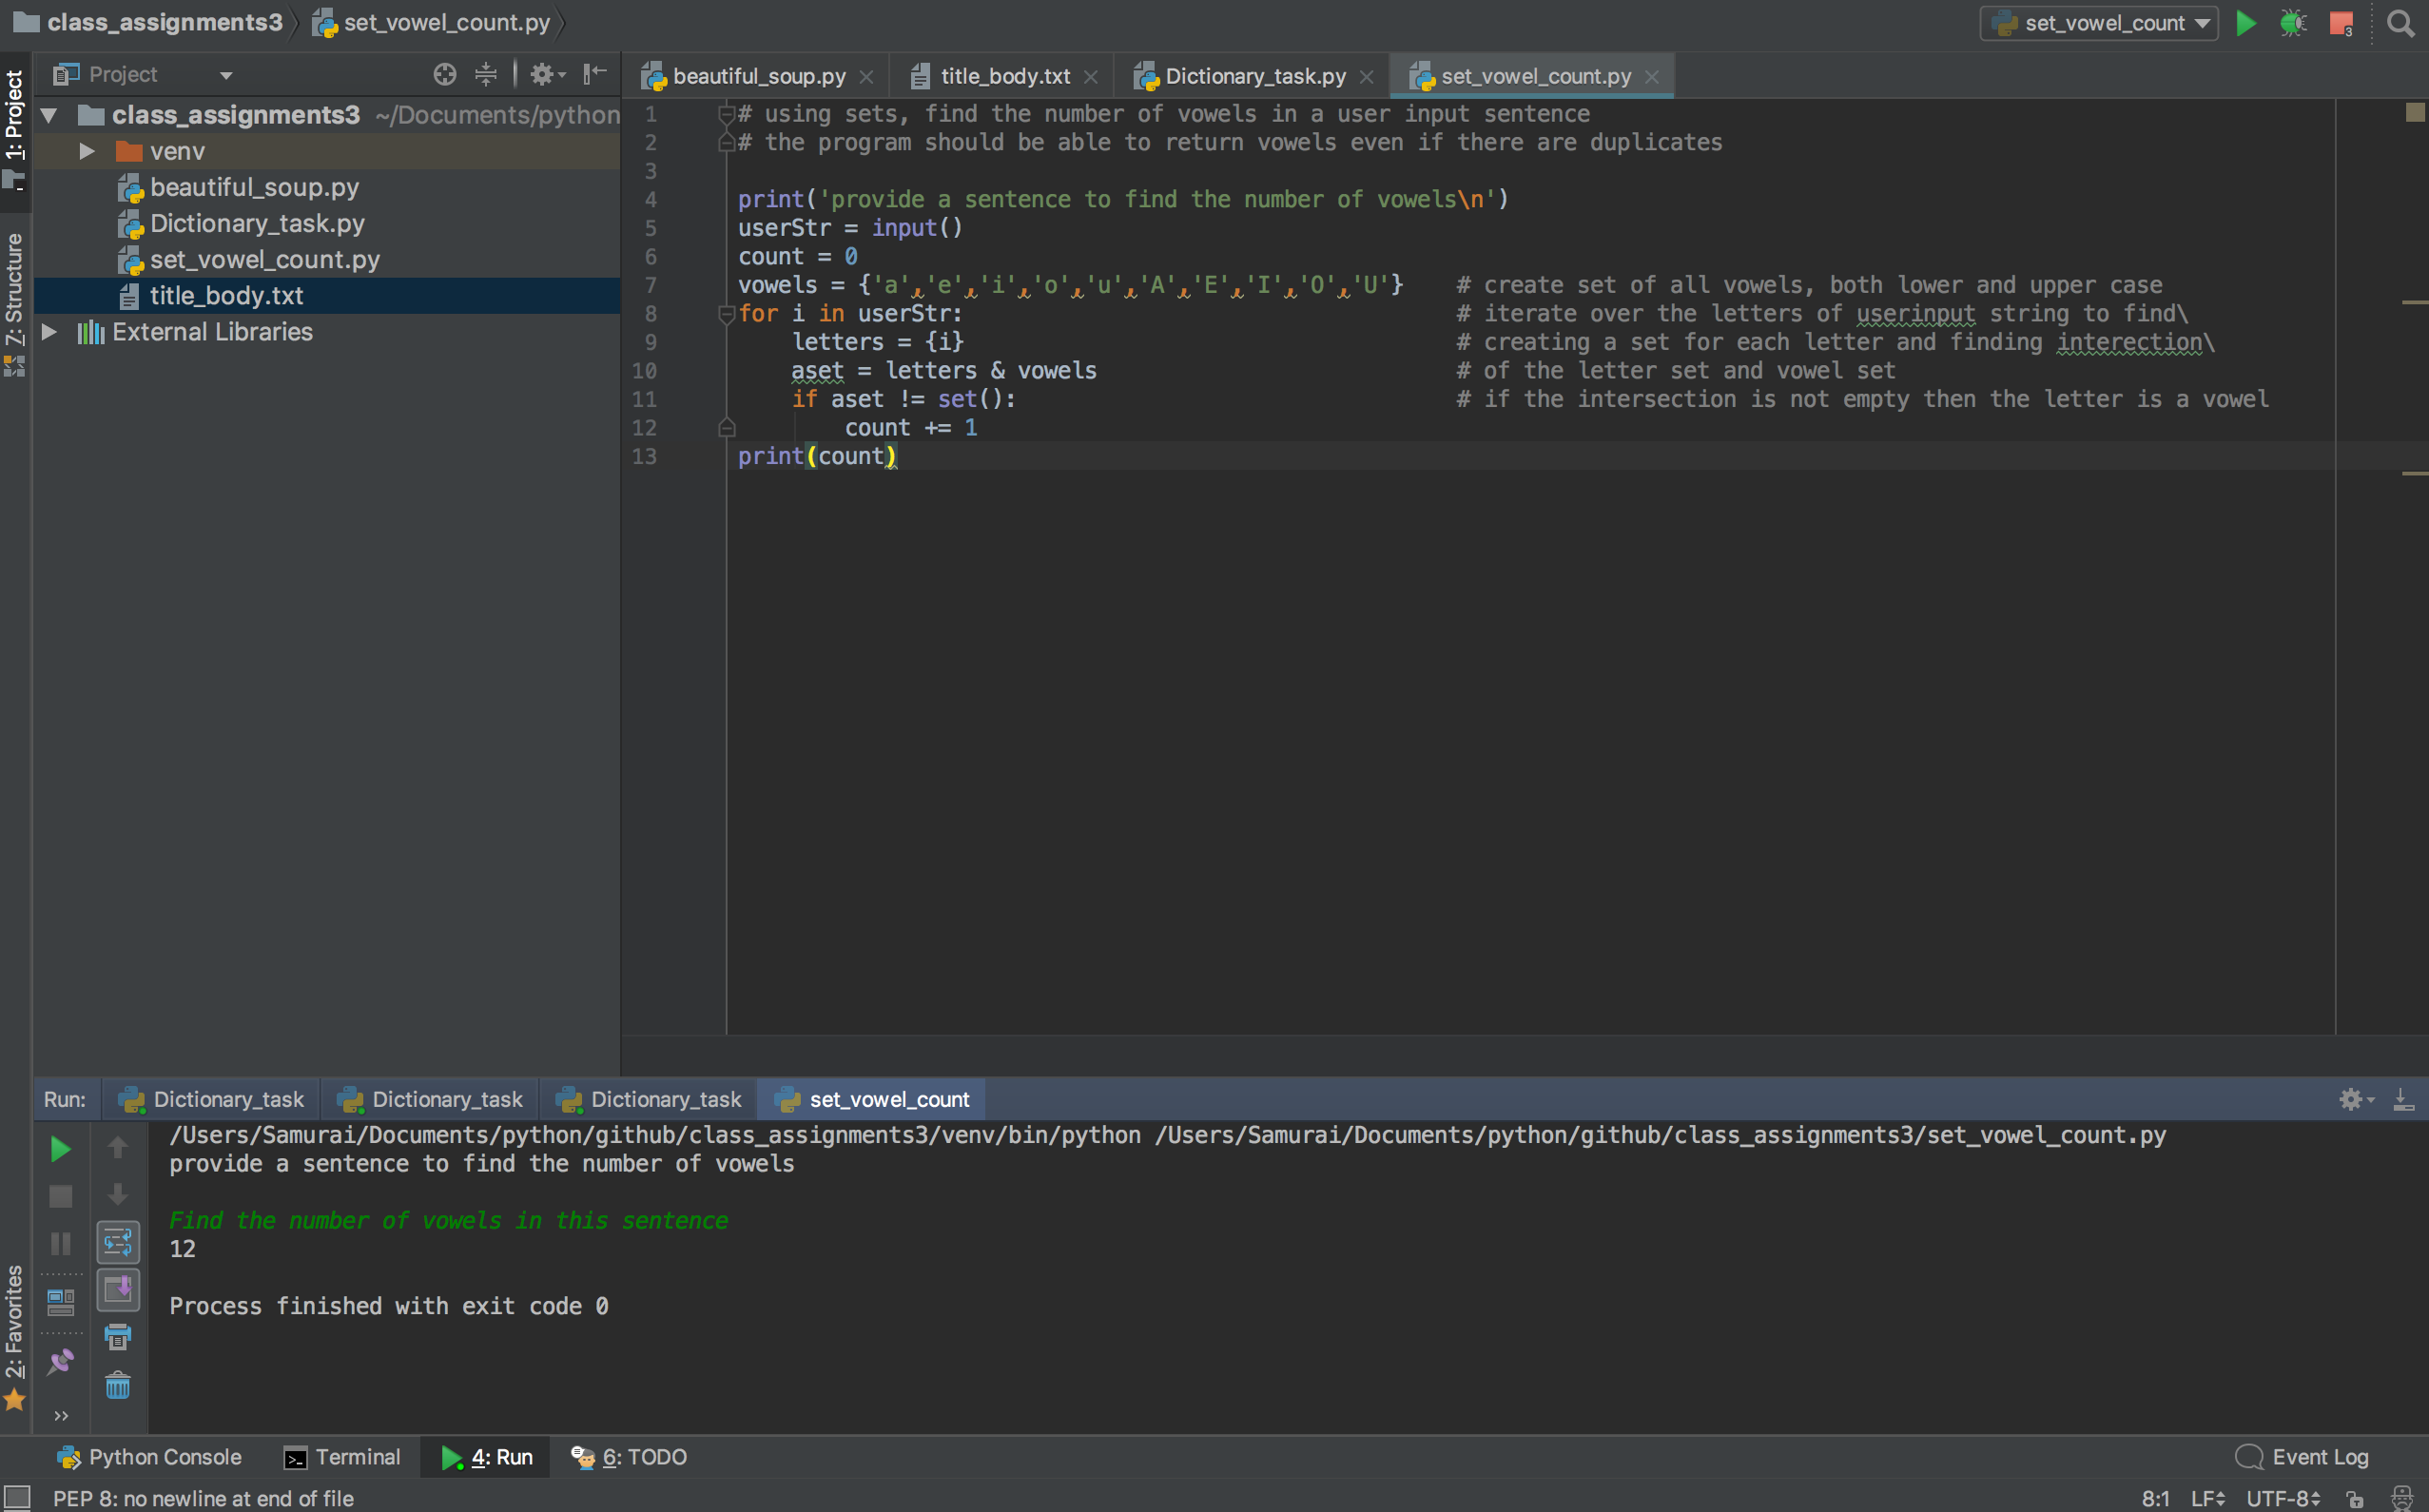 class_assignments3 set_vowel_count.py set_vowel_count 3
1: Project
Z: Structure
2: Favorites
Project
class_assignments3 ~/Documents/python
venv
beautiful_soup.py
Dictionary_task.py
set_vowel_count.py
title_body.txt
External Libraries
beautiful_soup.py title_body.txt Dictionary_task.py set_vowel_count.py
1 # using sets, find the number of vowels in a user input sentence
2 # the program should be able to return vowels even if there are duplicates
3
4 print('provide a sentence to find the number of vowels\n')
5 userStr = input()
6 count = 0
7 vowels = {'a','e','i','o','u','A','E','I','O','U'} # create set of all vowels, both lower and upper case
8 for i in userStr: # iterate over the letters of userinput string to find\
9 letters = {i} # creating a set for each letter and finding interection\
10 aset = letters & vowels # of the letter set and vowel set
11 if aset != set(): # if the intersection is not empty then the letter is a vowel
12 count += 1
13 print(count)
Run: Dictionary_task Dictionary_task Dictionary_task set_vowel_count
/Users/Samurai/Documents/python/github/class_assignments3/venv/bin/python /Users/Samurai/Documents/python/github/class_assignments3/set_vowel_count.py
provide a sentence to find the number of vowels
Find the number of vowels in this sentence
12
Process finished with exit code 0
Python Console Terminal 4: Run 6: TODO Event Log
PEP 8: no newline at end of file 8:1 LF UTF-8